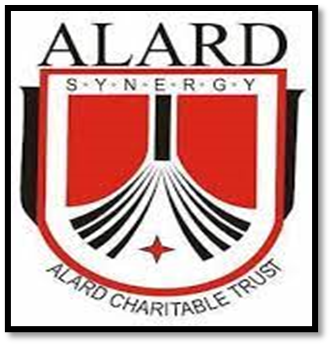 ALARD
S-Y-N-E-R-G-Y
ALARD CHARITABLE TRUST